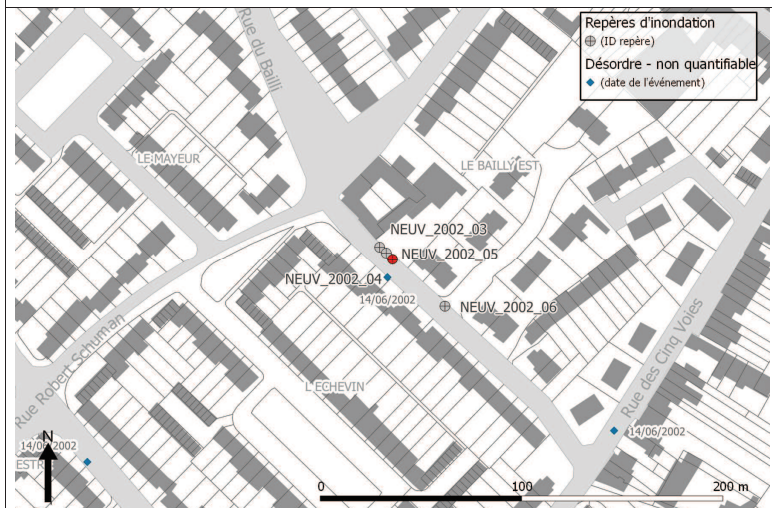 Repères d'inondation
(ID repère)
Désordre - non quantifiable
(date de l'événement)
Rue du Bailli
LE MAYEUR
LE BAILLY EST
NEUV_2002_03
NEUV_2002_05
NEUV_2002_04
14/06/2002
NEUV_2002_06
Rue Robert Schuman
L'ECHEVIN
Rue des Cinq Voies
14/06/2002
N
14/06/2002
ESTR
0
100
200 m